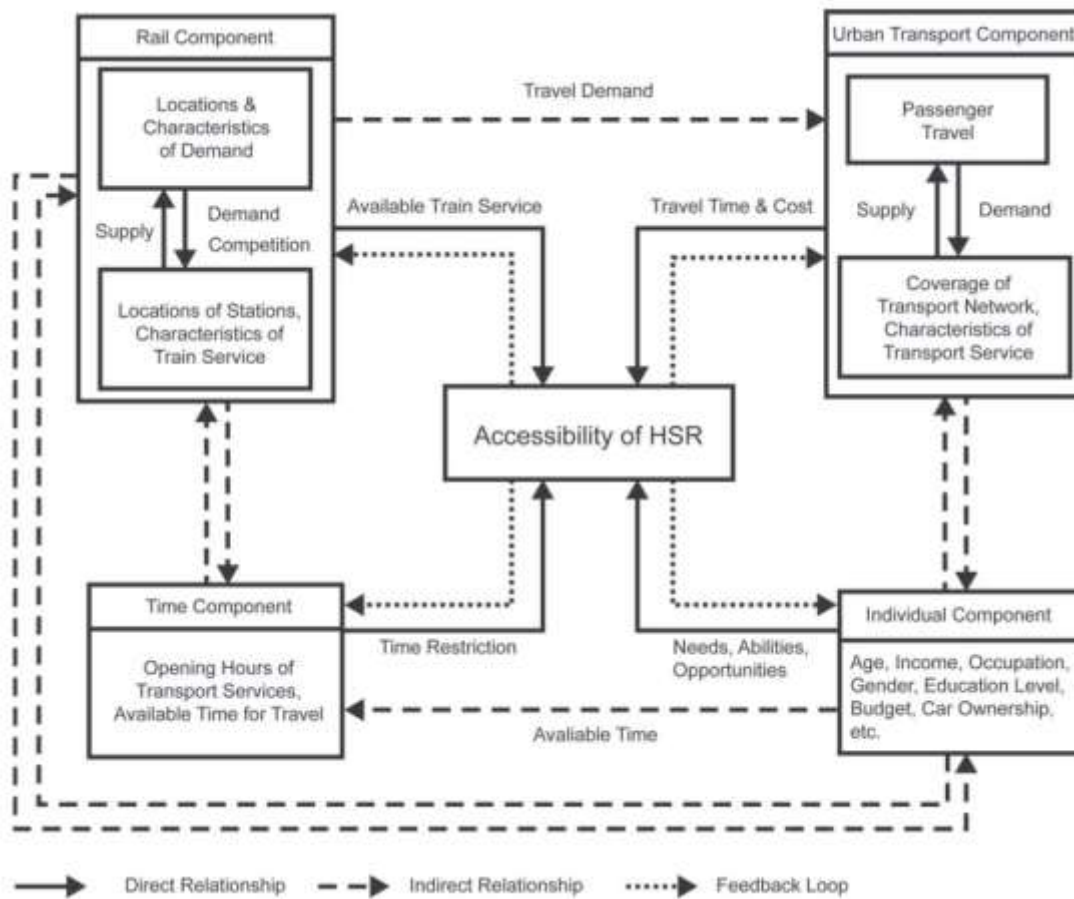 Rail Component
Locations &
Characteristics
of Demand
Supply
Demand
Competition
Locations of Stations,
Characteristics of
Train Service
Travel Demand
Urban Transport Component
Passenger
Travel
Supply
Demand
Coverage of
Transport Network,
Characteristics of
Transport Service
Available Train Service
Travel Time & Cost
Accessibility of HSR
Time Component
Opening Hours of
Transport Services,
Available Time for Travel
Time Restriction
Needs, Abilities,
Opportunities
Avaliable Time
Individual Component
Age, Income, Occupation,
Gender, Education Level,
Budget, Car Ownership,
etc.
Direct Relationship
Indirect Relationship
Feedback Loop